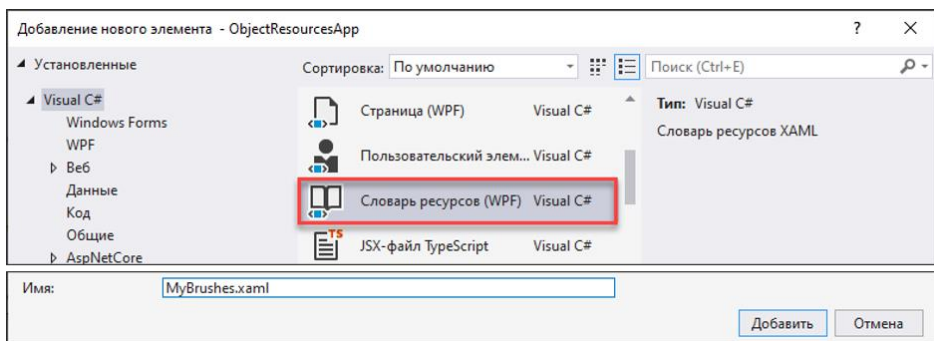 Добавление нового элемента - ObjectResourcesApp
? ×
Установленные
Visual C#
Windows Forms
WPF
Веб
Данные
Код
Общие
AspNetCore
Сортировка: По умолчанию
Страница (WPF) Visual C#
Пользовательский элем... Visual C#
Словарь ресурсов (WPF) Visual C#
TS
JSX-файл TypeScript Visual C#
Поиск (Ctrl+E)
Тип: Visual C#
Словарь ресурсов XAML
Имя: MyBrushes.xaml
Добавить Отмена